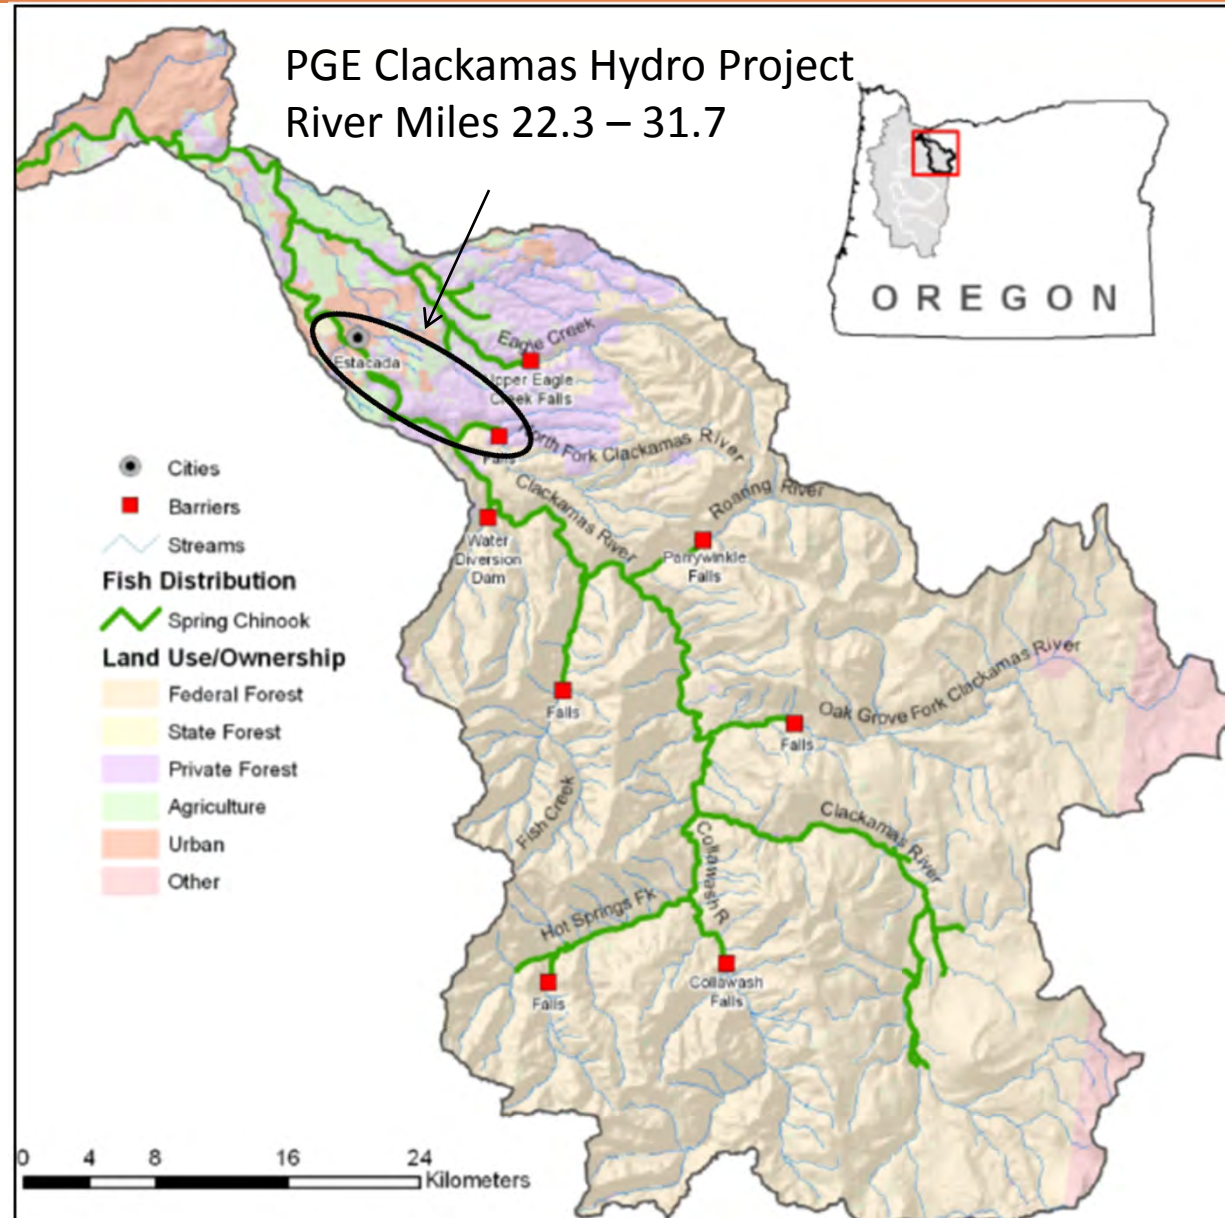 PGE Clackamas Hydro Project
River Miles 22.3 – 31.7
OREGON
Eagle Creek
Estacada
Upper Eagle
Creek Falls
North Fork Clackamas River
Falls
Cities
Barriers
Streams
Fish Distribution
Spring Chinook
Land Use/Ownership
Federal Forest
State Forest
Private Forest
Agriculture
Urban
Other
Clackamas River
Roaring River
Water
Diversion
Dam
Parrywinkle
Falls
Falls
Oak Grove Fork Clackamas River
Falls
Fish Creek
Clackamas River
Collawash R
Hot Springs Fk
Falls
Collawash
Falls
0 4 8 16 24
Kilometers